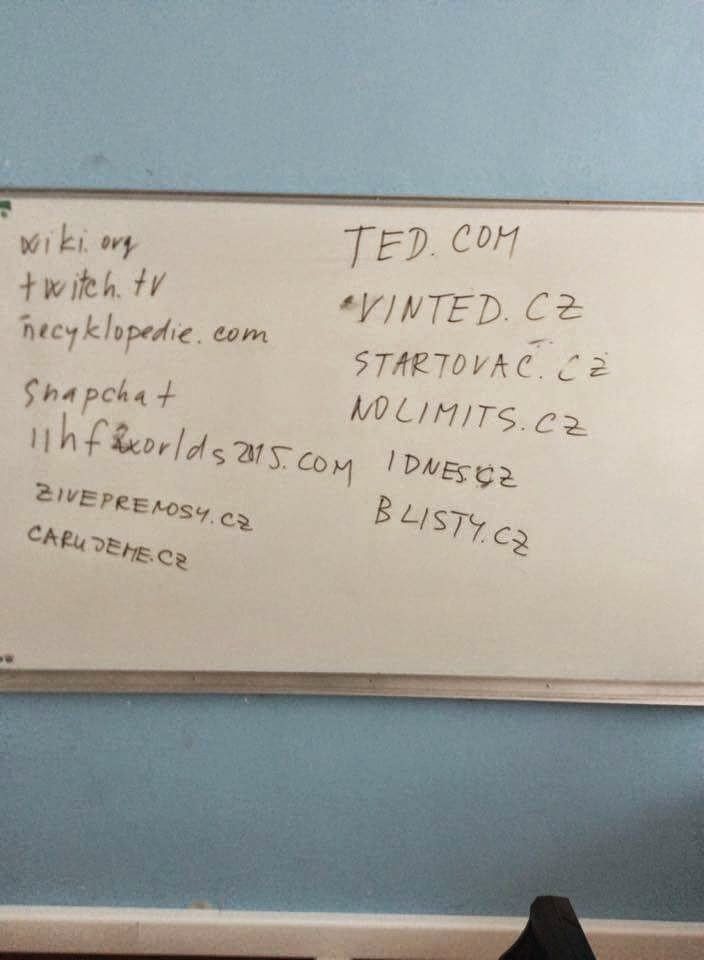 wiki.org
twitch.tv
necyklopedie.com
Snapchat
iihfworlds2015.COM
ZIVEPRENOSY.CZ
CARUJEME.CZ
TED.COM
VINTED.CZ
STARTOVAČ.CZ
NOLIMITS.CZ
IDNES.CZ
BLISTY.CZ